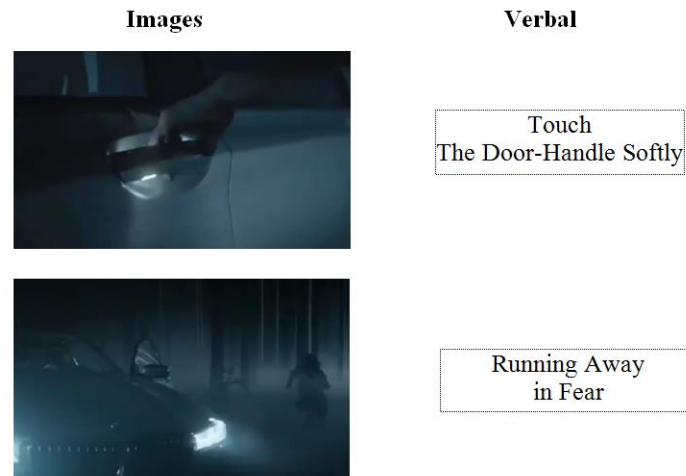 Images
Verbal
Touch
The Door-Handle Softly
Running Away
in Fear